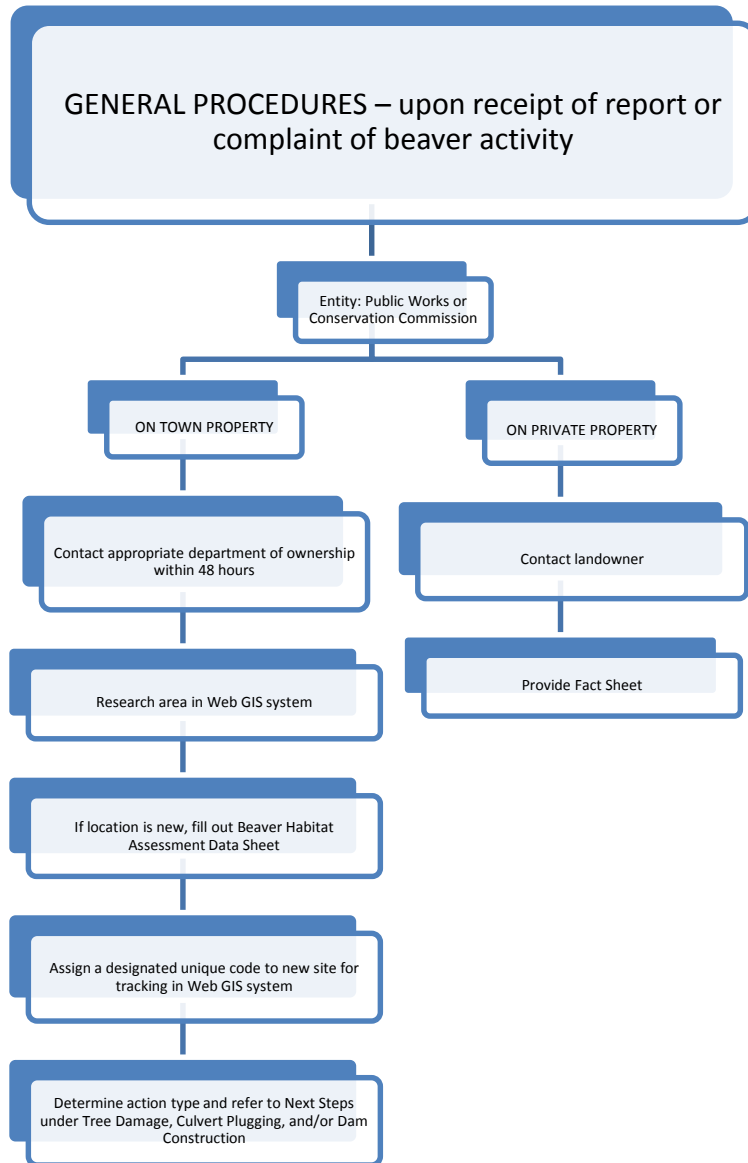 GENERAL PROCEDURES – upon receipt of report or
complaint of beaver activity
Entity: Public Works or
Conservation Commission
ON TOWN PROPERTY
Contact appropriate department of ownership
within 48 hours
Research area in Web GIS system
If location is new, fill out Beaver Habitat
Assessment Data Sheet
Assign a designated unique code to new site for
tracking in Web GIS system
Determine action type and refer to Next Steps
under Tree Damage, Culvert Plugging, and/or Dam
Construction
ON PRIVATE PROPERTY
Contact landowner
Provide Fact Sheet